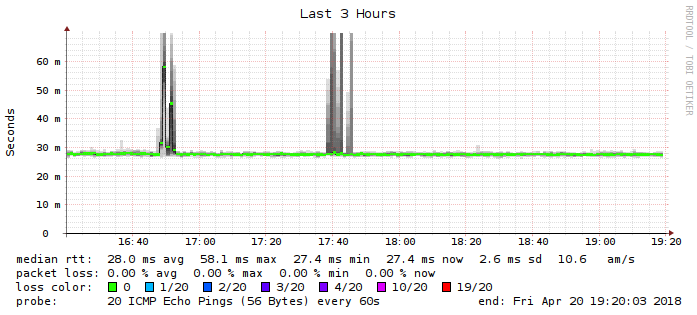 Last 3 Hours
RRDTOOL / TOBI OETIKER
Seconds
60 m
50 m
40 m
30 m
20 m
10 m
0
16:40 17:00 17:20 17:40 18:00 18:20 18:40 19:00 19:20
median rtt: 28.0 ms avg 58.1 ms max 27.4 ms min 27.4 ms now 2.6 ms sd 10.6 am/s
packet loss: 0.00 % avg 0.00 % max 0.00 % min 0.00 % now
loss color: 0 1/20 2/20 3/20 4/20 10/20 19/20
probe: 20 ICMP Echo Pings (56 Bytes) every 60s end: Fri Apr 20 19:20:03 2018